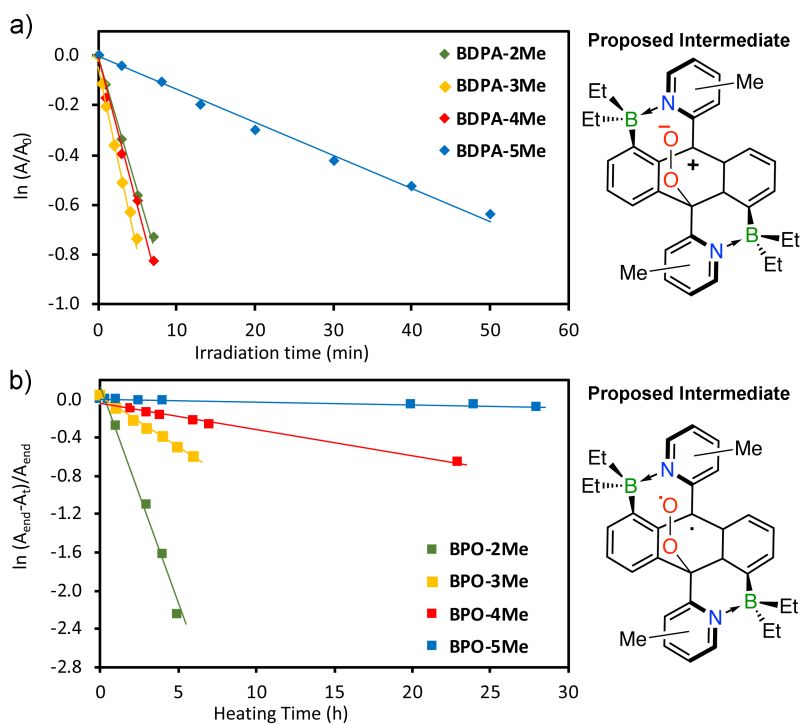 a)
ln (A/A0)
0.0
-0.2
-0.4
-0.6
-0.8
-1.0
0
10
20
30
40
50
60
Irradiation time (min)
BDPA-2Me
BDPA-3Me
BDPA-4Me
BDPA-5Me
Proposed Intermediate
Et
Et
B
N
Me
−
O
O
+
B
Et
Et
N
Me
b)
ln (Aend-At)/Aend
0.0
-0.4
-0.8
-1.2
-1.6
-2.0
-2.4
-2.8
0
5
10
15
20
25
30
Heating Time (h)
BPO-2Me
BPO-3Me
BPO-4Me
BPO-5Me
Proposed Intermediate
Et
Et
B
N
Me
O
O
B
Et
Et
N
Me